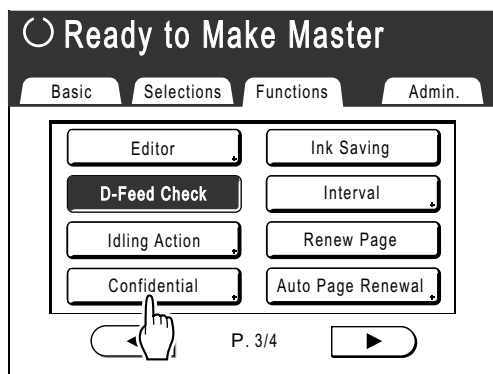 Ready to Make Master
Basic Selections Functions Admin.
Editor Ink Saving
D-Feed Check Interval
Idling Action Renew Page
Confidential Auto Page Renewal
P. 3/4